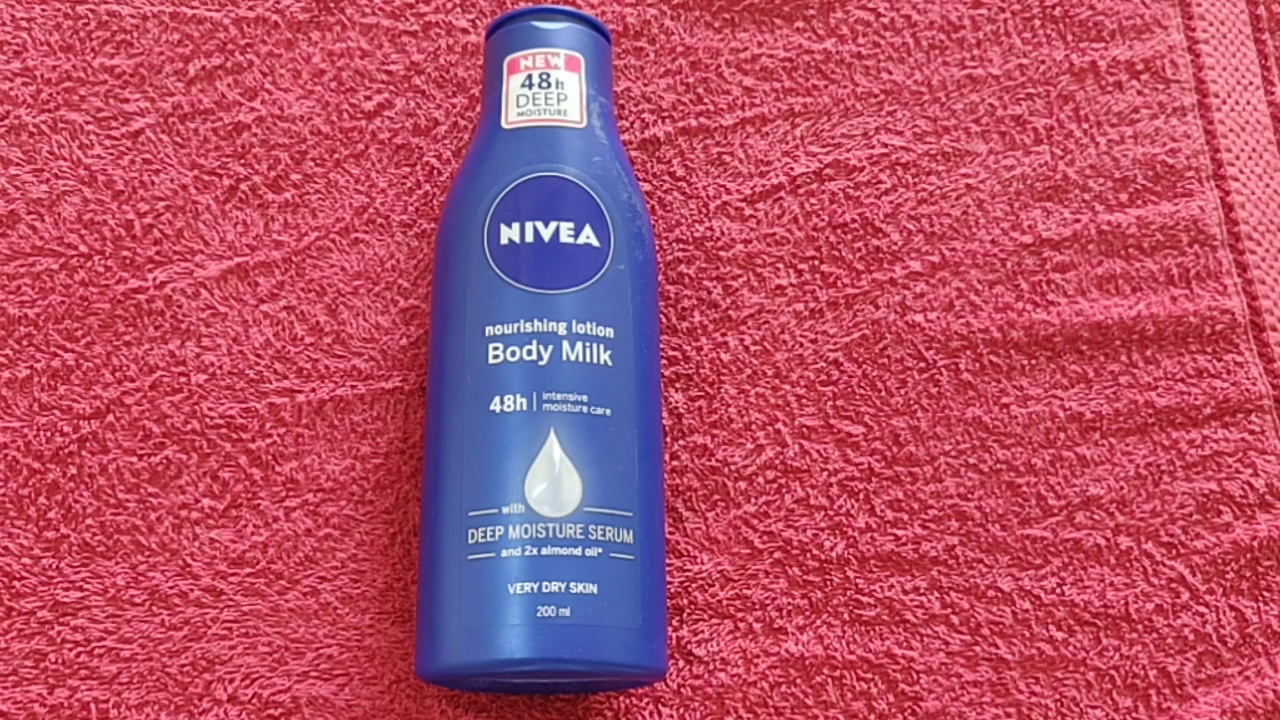 NEW
48h
DEEP
MOISTURE
NIVEA
nourishing lotion
Body Milk
48h | intensive
moisture care
with
DEEP MOISTURE SERUM
and 2x almond oil*
VERY DRY SKIN
200 ml